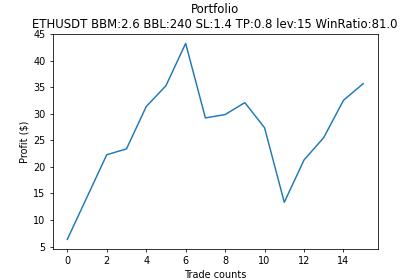 Portfolio
ETHUSDT BBM:2.6 BBL:240 SL:1.4 TP:0.8 lev:15 WinRatio:81.0
45
40
35
30
25
20
15
10
5
Profit ($)
0 2 4 6 8 10 12 14
Trade counts